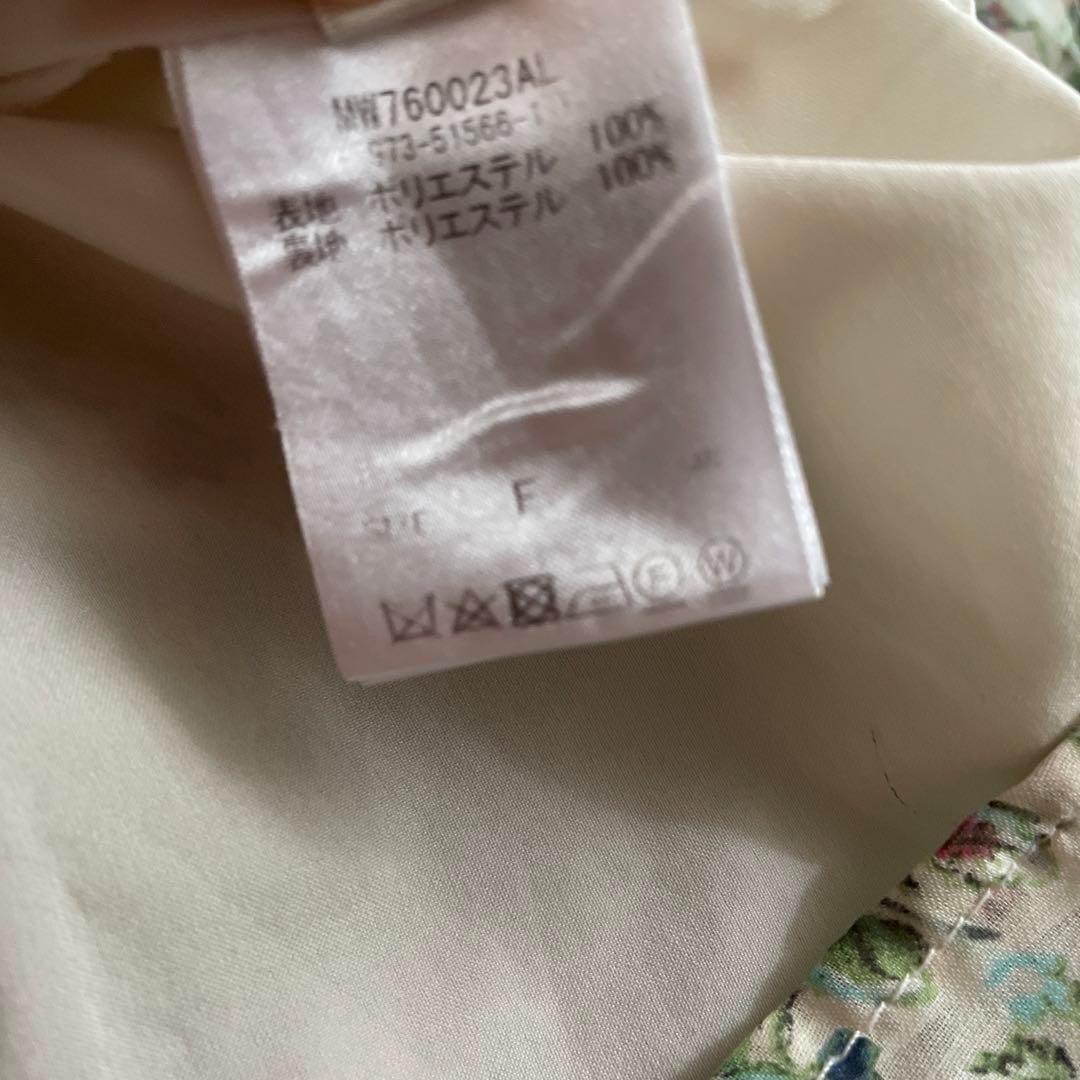 MW760023AL
973-51566-1
表地 ポリエステル 100%
裏地 ポリエステル 100%
SIZE F
F W